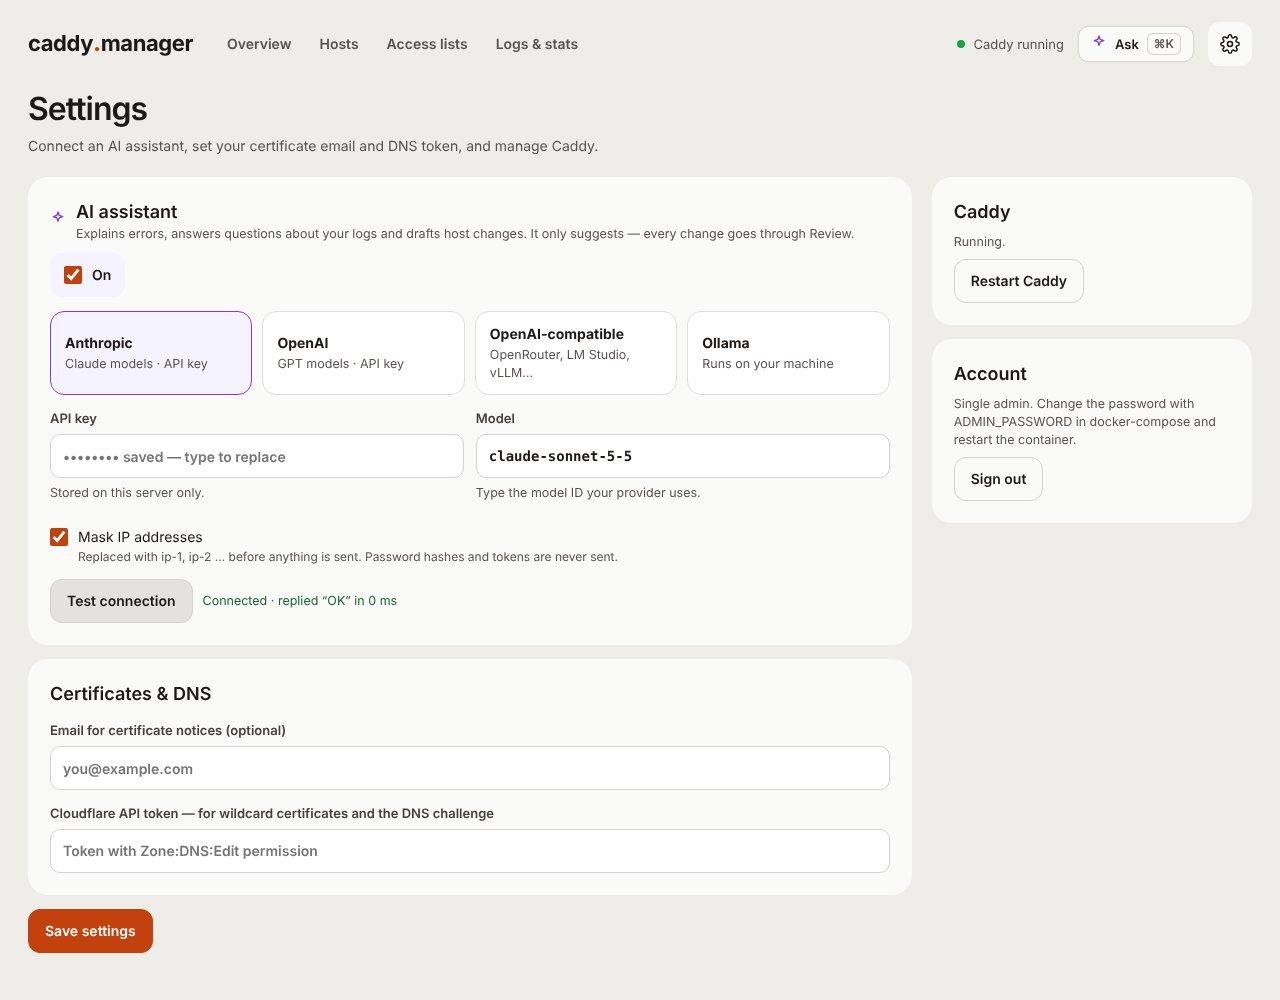 caddy.manager
Overview
Hosts
Access lists
Logs & stats
Caddy running
Ask
⌘K
Settings
Connect an AI assistant, set your certificate email and DNS token, and manage Caddy.
AI assistant
Explains errors, answers questions about your logs and drafts host changes. It only suggests — every change goes through Review.
On
Anthropic
Claude models · API key
OpenAI
GPT models · API key
OpenAI-compatible
OpenRouter, LM Studio,
vLLM…
Ollama
Runs on your machine
API key
•••••••• saved — type to replace
Stored on this server only.
Model
claude-sonnet-5-5
Type the model ID your provider uses.
Mask IP addresses
Replaced with ip-1, ip-2 … before anything is sent. Password hashes and tokens are never sent.
Test connection
Connected · replied “OK” in 0 ms
Certificates & DNS
Email for certificate notices (optional)
you@example.com
Cloudflare API token — for wildcard certificates and the DNS challenge
Token with Zone:DNS:Edit permission
Save settings
Caddy
Running.
Restart Caddy
Account
Single admin. Change the password with
ADMIN_PASSWORD in docker-compose and
restart the container.
Sign out